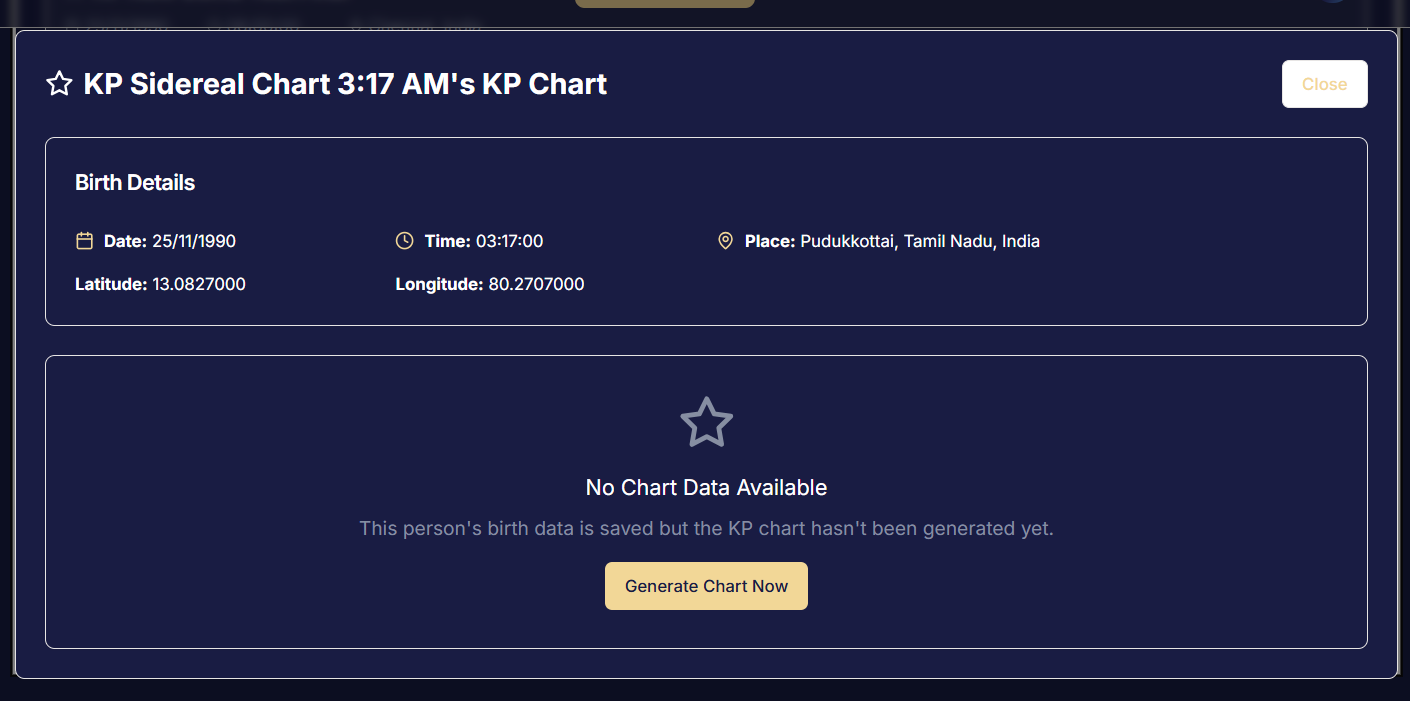 KP Sidereal Chart 3:17 AM's KP Chart
Close
Birth Details
Date: 25/11/1990
Time: 03:17:00
Place: Pudukkottai, Tamil Nadu, India
Latitude: 13.0827000
Longitude: 80.2707000
No Chart Data Available
This person's birth data is saved but the KP chart hasn't been generated yet.
Generate Chart Now